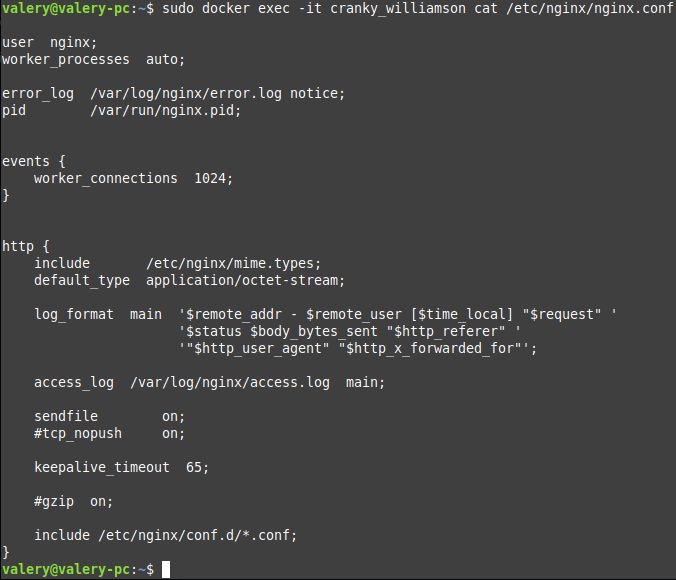 valery@valery-pc:~$ sudo docker exec -it cranky_williamson cat /etc/nginx/nginx.conf
user  nginx;
worker_processes  auto;
error_log  /var/log/nginx/error.log notice;
pid        /var/run/nginx.pid;
events {
    worker_connections  1024;
}
http {
    include       /etc/nginx/mime.types;
    default_type  application/octet-stream;
    log_format  main  '$remote_addr - $remote_user [$time_local] "$request" '
                      '$status $body_bytes_sent "$http_referer" '
                      '"$http_user_agent" "$http_x_forwarded_for"';
    access_log  /var/log/nginx/access.log  main;
    sendfile        on;
    #tcp_nopush     on;
    keepalive_timeout  65;
    #gzip  on;
    include /etc/nginx/conf.d/*.conf;
}
valery@valery-pc:~$